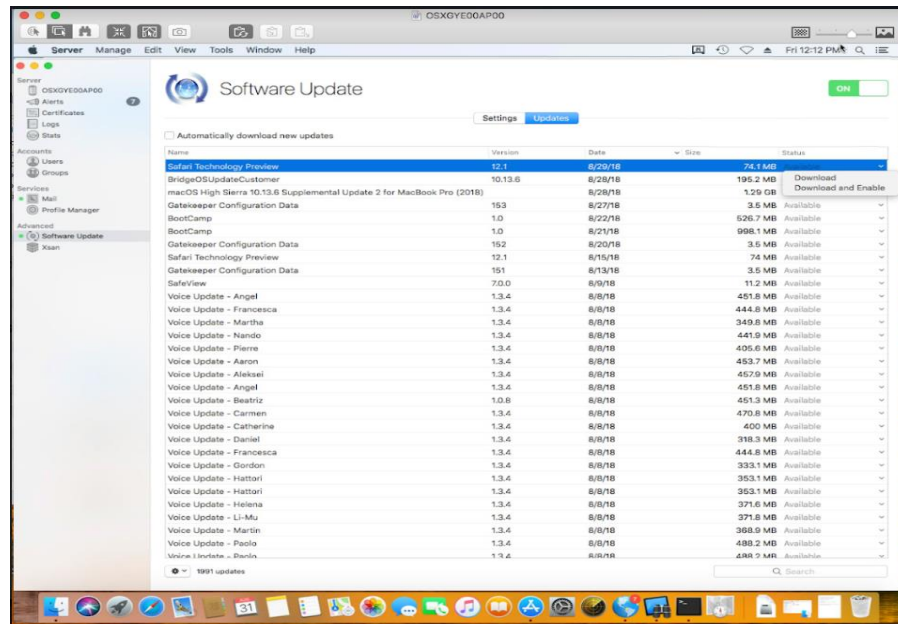 OSXGYE00AP00
Server Manage Edit View Tools Window Help Fri 12:12 PM
Server
OSXGYE00AP00
Alerts 7
Certificates
Logs
Stats
Accounts
Users
Groups
Services
Mail
Profile Manager
Advanced
Software Update
Xsan
Software Update ON
Settings Updates
Automatically download new updates
Name Version Date Size Status
Safari Technology Preview 12.1 8/29/18 74.1 MB
BridgeOSUpdateCustomer 10.13.6 8/28/18 195.2 MB
Download
Download and Enable
macOS High Sierra 10.13.6 Supplemental Update 2 for MacBook Pro (2018) 8/28/18 1.29 GB
Gatekeeper Configuration Data 153 8/27/18 3.5 MB Available
BootCamp 1.0 8/22/18 526.7 MB Available
BootCamp 1.0 8/21/18 998.1 MB Available
Gatekeeper Configuration Data 152 8/20/18 3.5 MB Available
Safari Technology Preview 12.1 8/15/18 74 MB Available
Gatekeeper Configuration Data 151 8/13/18 3.5 MB Available
SafeView 7.0.0 8/9/18 11.2 MB Available
Voice Update - Angel 1.3.4 8/8/18 451.8 MB Available
Voice Update - Francesca 1.3.4 8/8/18 444.8 MB Available
Voice Update - Martha 1.3.4 8/8/18 349.8 MB Available
Voice Update - Nando 1.3.4 8/8/18 441.9 MB Available
Voice Update - Pierre 1.3.4 8/8/18 405.6 MB Available
Voice Update - Aaron 1.3.4 8/8/18 453.7 MB Available
Voice Update - Aleksei 1.3.4 8/8/18 457.9 MB Available
Voice Update - Angel 1.3.4 8/8/18 451.8 MB Available
Voice Update - Beatriz 1.0.8 8/8/18 451.3 MB Available
Voice Update - Carmen 1.3.4 8/8/18 470.8 MB Available
Voice Update - Catherine 1.3.4 8/8/18 400 MB Available
Voice Update - Daniel 1.3.4 8/8/18 318.3 MB Available
Voice Update - Francesca 1.3.4 8/8/18 444.8 MB Available
Voice Update - Gordon 1.3.4 8/8/18 333.1 MB Available
Voice Update - Hattori 1.3.4 8/8/18 353.1 MB Available
Voice Update - Hattori 1.3.4 8/8/18 353.1 MB Available
Voice Update - Helena 1.3.4 8/8/18 371.6 MB Available
Voice Update - Li-Mu 1.3.4 8/8/18 371.8 MB Available
Voice Update - Martin 1.3.4 8/8/18 368.9 MB Available
Voice Update - Paola 1.3.4 8/8/18 488.2 MB Available
Voice Update - Paola 1.3.4 8/8/18 488.2 MB Available
1991 updates Search
31